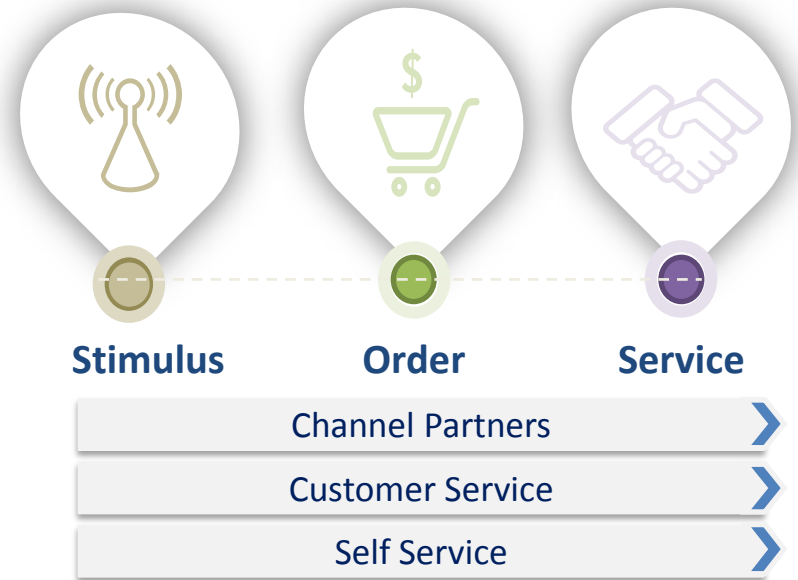 $
Stimulus Order Service
Channel Partners
Customer Service
Self Service